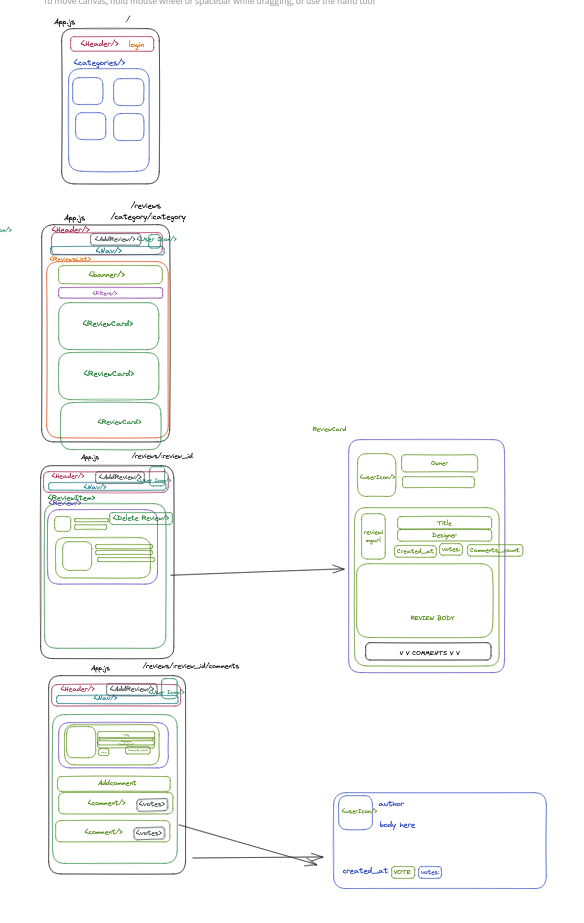 To move canvas, hold mouse wheel or spacebar while dragging, or use the hand tool
App.js /
<Header/> login
<categories/>
/reviews
App.js /category/:category
<Header/>
<AddReview/> <User Icon/>
<Nav/>
<ReviewsList>
<banner/>
<Filters/>
<ReviewCard>
<ReviewCard>
<ReviewCard>
App.js /reviews/:review_id
<Header/> <AddReview/> <User Icon/>
<Nav/>
<ReviewItem>
<Review/>
<Delete Review/>
ReviewCard
<userIcon/> Owner
review
imgurl
Title
Designer
Created_at votes Comments_count
REVIEW BODY
V V COMMENTS V V
App.js /reviews/:review_id/comments
<Header/> <AddReview/> <User Icon/>
<Nav/>
Title
Addcomment
<comment/> <votes>
<comment/> <votes>
<userIcon/> author
body here
created_at VOTE votes